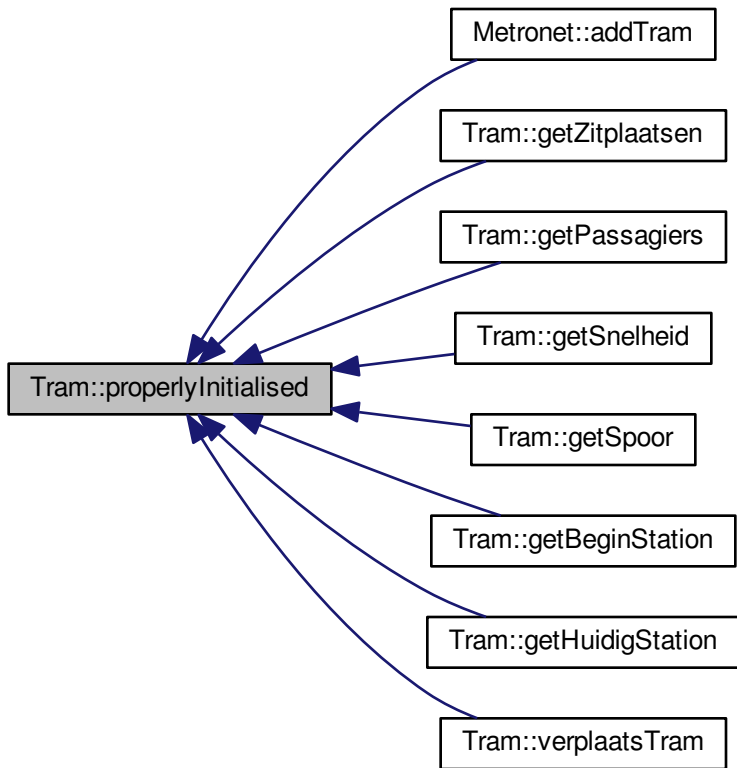 Metronet::addTram
Tram::getZitplaatsen
Tram::getPassagiers
Tram::getSnelheid
Tram::properlyInitialised
Tram::getSpoor
Tram::getBeginStation
Tram::getHuidigStation
Tram::verplaatsTram